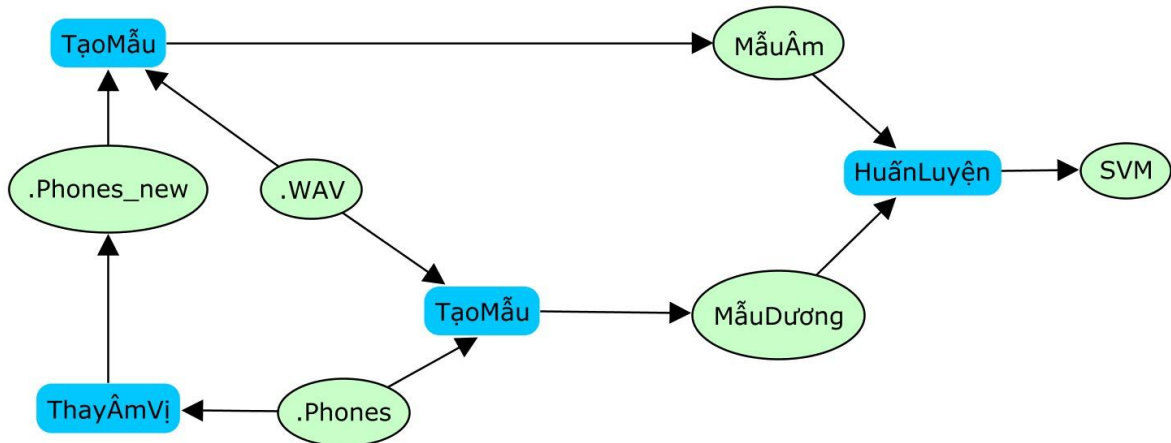 TạoMẫu
MẫuÂm
.Phones_new
.WAV
HuấnLuyện
SVM
TạoMẫu
MẫuDương
ThayÂmVị
.Phones